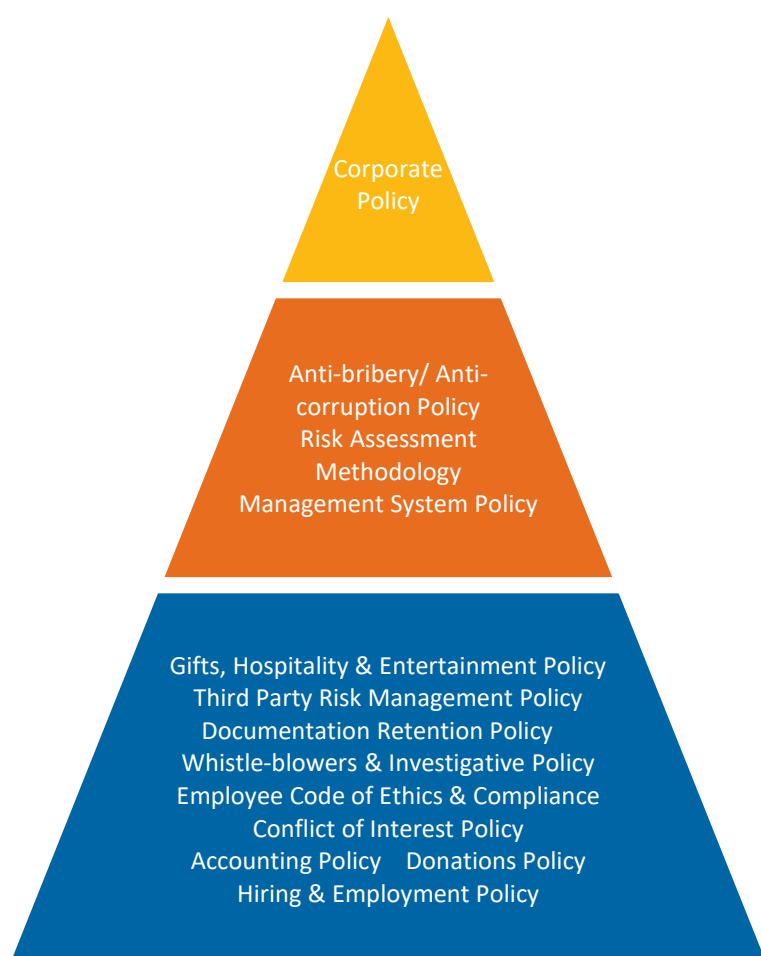 Corporate
Policy
Anti-bribery/ Anti-
corruption Policy
Risk Assessment
Methodology
Management System Policy
Gifts, Hospitality & Entertainment Policy
Third Party Risk Management Policy
Documentation Retention Policy
Whistle-blowers & Investigative Policy
Employee Code of Ethics & Compliance
Conflict of Interest Policy
Accounting Policy    Donations Policy
Hiring & Employment Policy